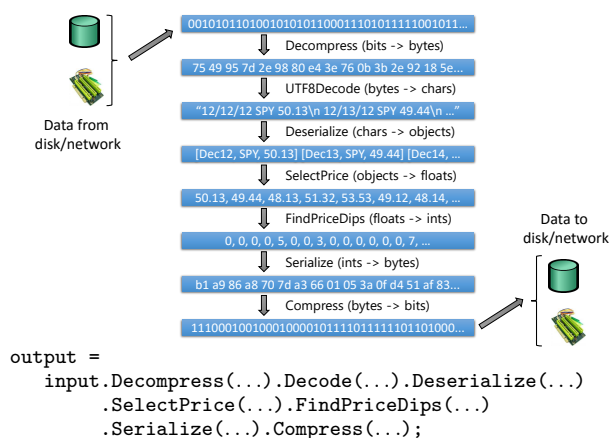 0010101101001010101100011101011111001011...
Decompress (bits -> bytes)
75 49 95 7d 2e 98 80 e4 3e 76 0b 3b 2e 92 18 5e...
UTF8Decode (bytes -> chars)
"12/12/12 SPY 50.13\n 12/13/12 SPY 49.44\n ..."
Data from
disk/network
Deserialize (chars -> objects)
[Dec12, SPY, 50.13] [Dec13, SPY, 49.44] [Dec14, ...
SelectPrice (objects -> floats)
50.13, 49.44, 48.13, 51.32, 53.53, 49.12, 48.14, ...
FindPriceDips (floats -> ints)
Data to
disk/network
0, 0, 0, 0, 5, 0, 0, 3, 0, 0, 0, 0, 0, 0, 7, ...
Serialize (ints -> bytes)
b1 a9 86 a8 70 7d a3 66 01 05 3a 0f d4 51 af 83...
Compress (bytes -> bits)
111000100100010000101111011111101101000...
output =
input.Decompress(...).Decode(...).Deserialize(...)
.SelectPrice(...).FindPriceDips(...)
.Serialize(...).Compress(...);